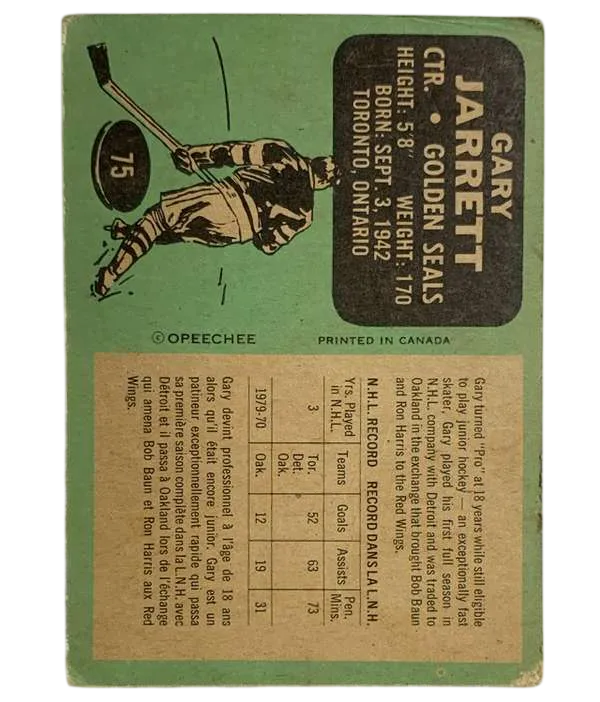 GARY
JARRETT
CTR. • GOLDEN SEALS
HEIGHT: 5'8" WEIGHT: 170
BORN: SEPT. 3, 1942
TORONTO, ONTARIO
75
© OPEECHEE PRINTED IN CANADA
Gary turned "Pro" at 18 years while still eligible
to play junior hockey — an exceptionally fast
skater, Gary played his first full season in
N.H.L. company with Detroit and was traded to
Oakland in the exchange that brought Bob Baun
and Ron Harris to the Red Wings.
N.H.L. RECORD RECORD DANS LA L.N.H.
Yrs. Played in N.H.L. Teams Goals Assists Pen. Mins.
3 Tor. Det. Oak. 52 63 73
1979-70 Oak. 12 19 31
Gary devint professionnel à l'âge de 18 ans
alors qu'il était encore junior. Gary est un
patineur exceptionnellement rapide qui passa
sa première saison complète dans la L.N.H. avec
Détroit et il passa à Oakland lors de l'échange
qui amena Bob Baun et Ron Harris aux Red
Wings.